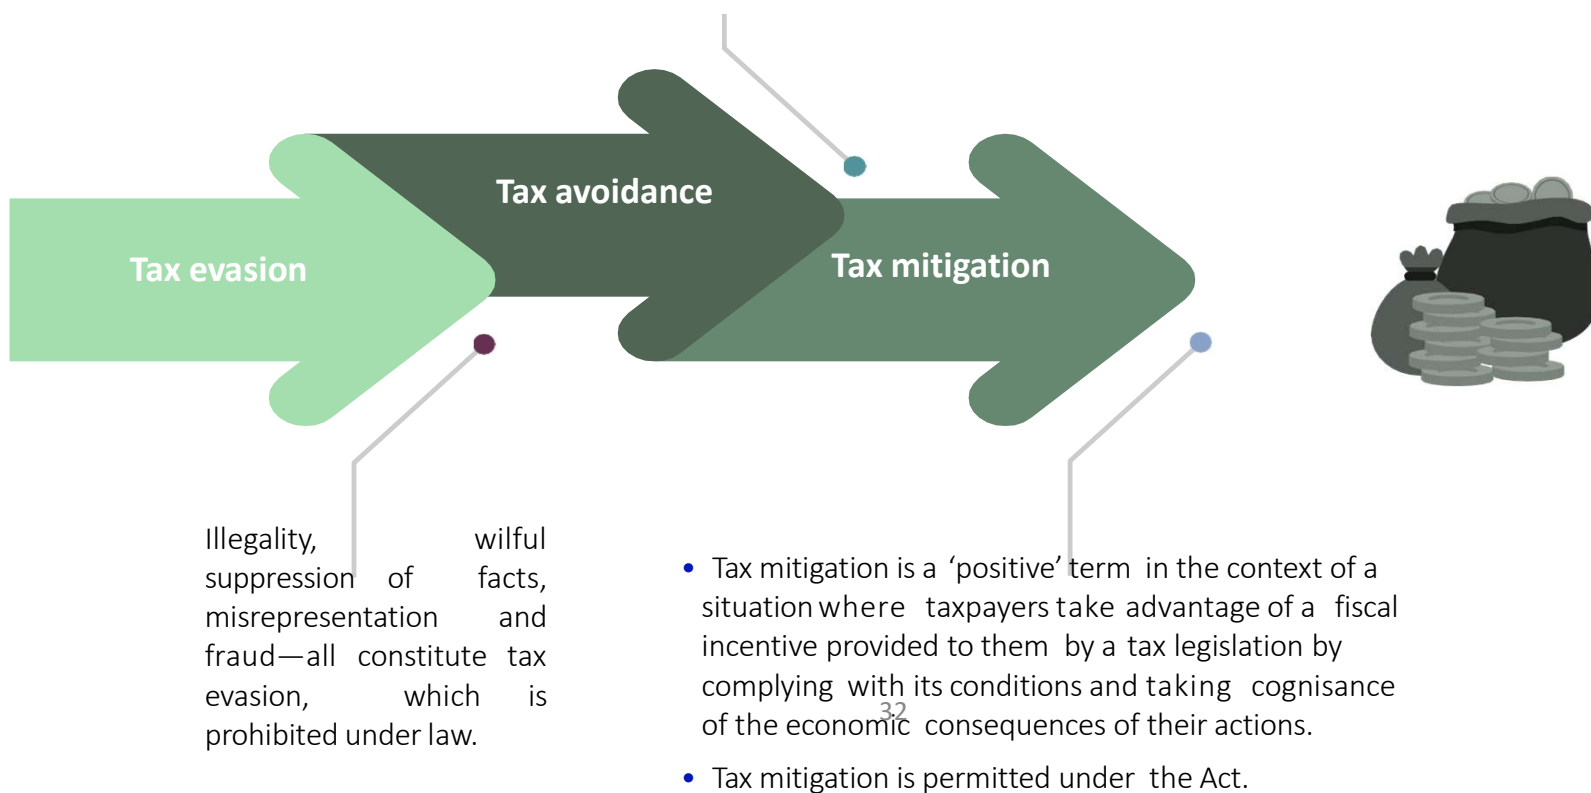 Tax avoidance
Tax evasion
Tax mitigation
Illegality, wilful
suppression of facts,
misrepresentation and
fraud—all constitute tax
evasion, which is
prohibited under law.
• Tax mitigation is a ‘positive’ term in the context of a
situation where taxpayers take advantage of a fiscal
incentive provided to them by a tax legislation by
complying with its conditions and taking cognisance
of the economic consequences of their actions.
32
• Tax mitigation is permitted under the Act.